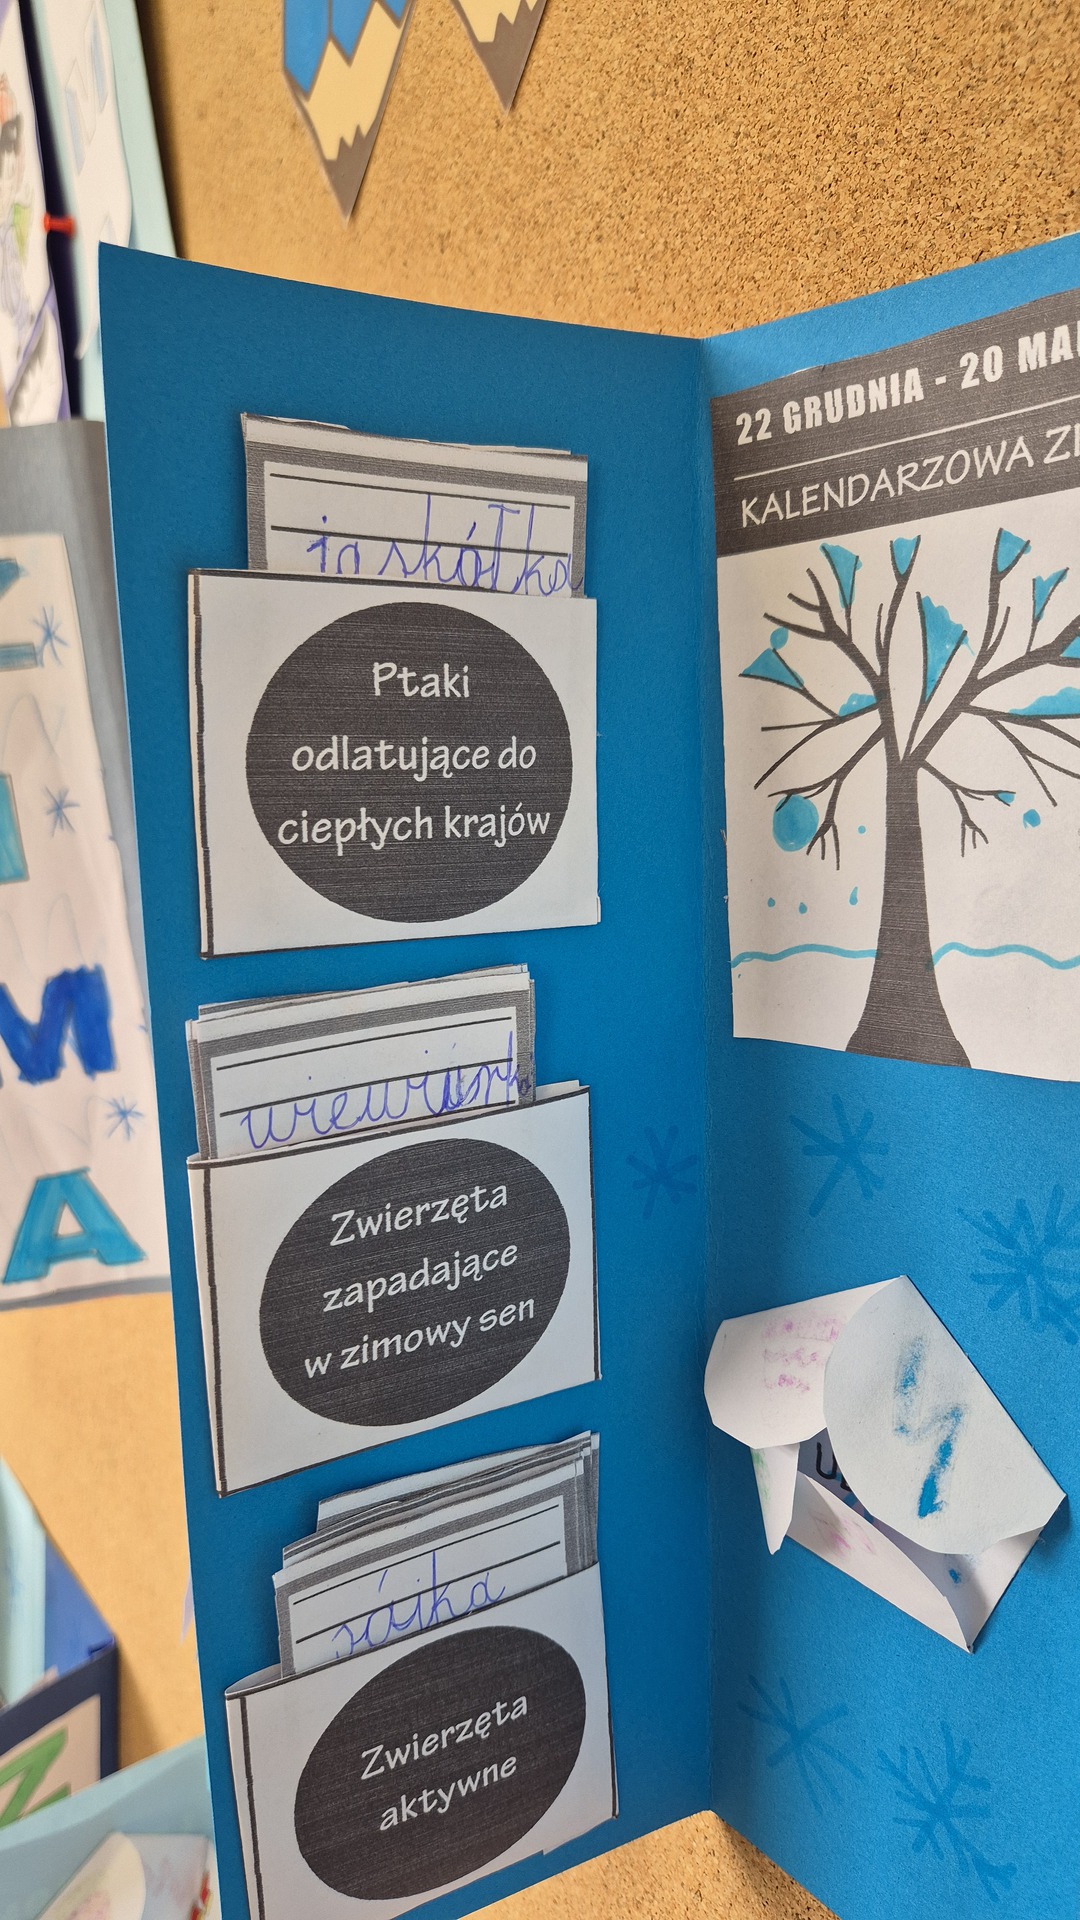 jaskółka
Ptaki
odlatujące do
ciepłych krajów
wiewiórka
Zwierzęta
zapadające
w zimowy sen
sójka
Zwierzęta
aktywne
22 GRUDNIA - 20 MA
KALENDARZOWA ZI
M
A